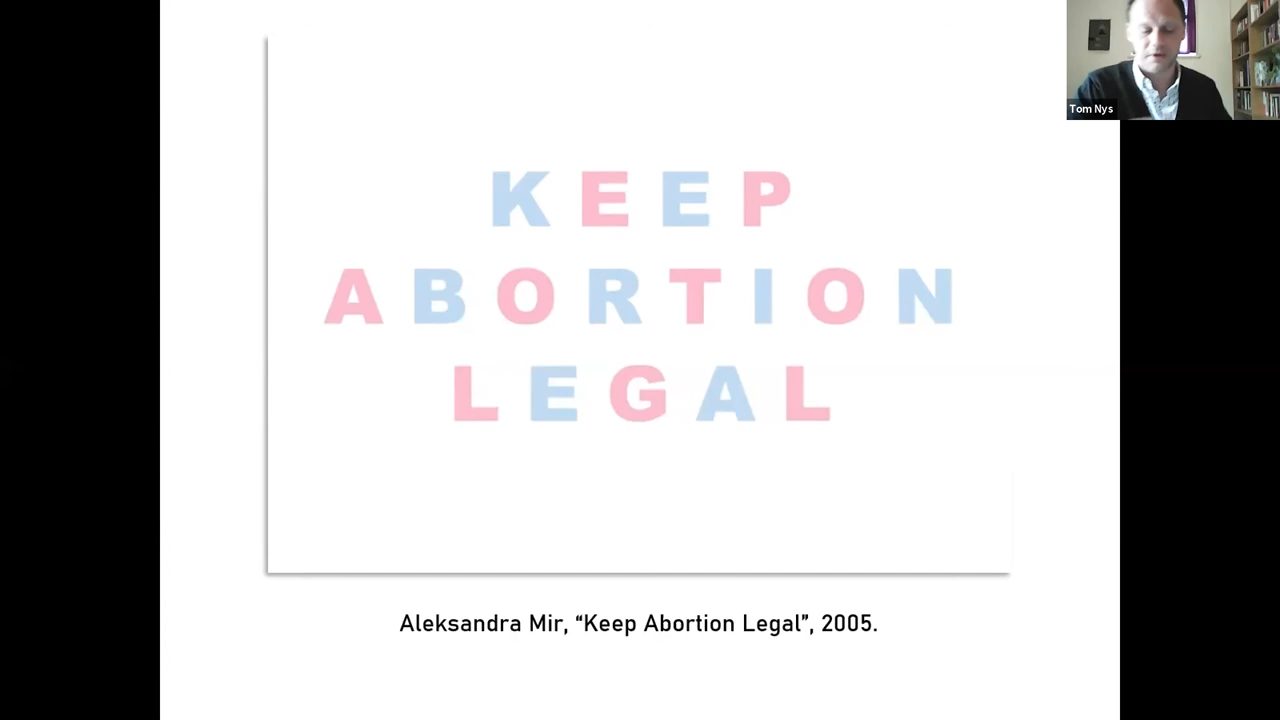 Tom Nys
KEEP
ABORTION
LEGAL
Aleksandra Mir, “Keep Abortion Legal”, 2005.